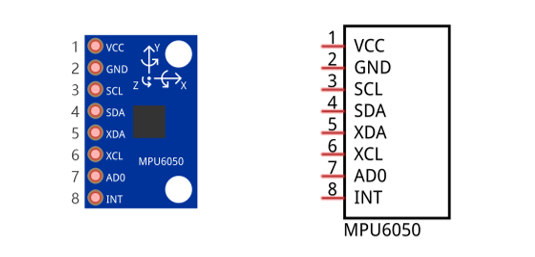 1 VCC
2 GND
3 SCL
4 SDA
5 XDA
6 XCL
7 AD0
8 INT
Y
Z X
MPU6050
1 VCC
2 GND
3 SCL
4 SDA
5 XDA
6 XCL
7 AD0
8 INT
MPU6050